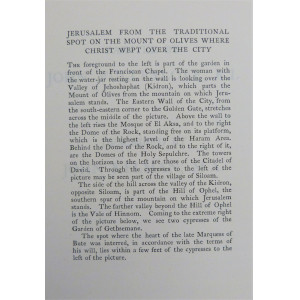 JERUSALEM FROM THE TRADITIONAL
SPOT ON THE MOUNT OF OLIVES WHERE
CHRIST WEPT OVER THE CITY
The foreground to the left is part of the garden in
front of the Franciscan Chapel. The woman with
the water-jar resting on the wall is looking over the
Valley of Jehoshaphat (Kidron), which parts the
Mount of Olives from the mountain on which Jeru-
salem stands. The Eastern Wall of the City, from
the south-eastern corner to the Golden Gate, stretches
across the middle of the picture. Above the wall to
the left rises the Mosque of El Aksa, and to the right
the Dome of the Rock, standing free on its platform,
which is the highest level of the Haram Area.
Behind the Dome of the Rock, and to the right of
it, are the Domes of the Holy Sepulchre. The towers
on the horizon to the left are those of the Citadel of
David. Through the cypresses to the left of the
picture may be seen part of the village of Siloam.
The side of the hill across the valley of the Kidron,
opposite Siloam, is part of the Hill of Ophel, the
southern spur of the mountain on which Jerusalem
stands. The further valley beyond the Hill of Ophel
is the Vale of Hinnom. Coming to the extreme right
of the picture below, we see two cypresses of the
Garden of Gethsemane.
The spot where the heart of the late Marquess of
Bute was interred, in accordance with the terms of
his will, lies within a few feet of the cypresses to the
left of the picture.